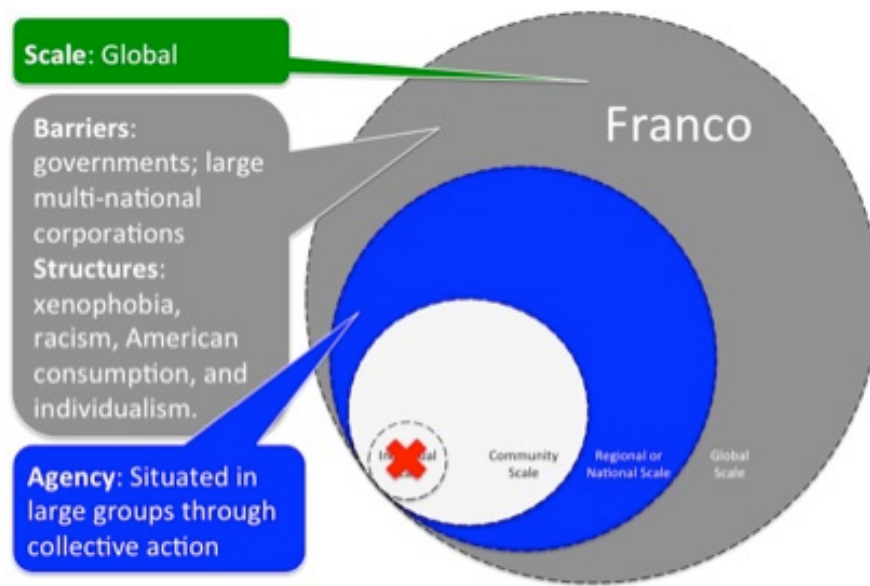 Scale: Global
Franco
Barriers:
governments; large
multi-national
corporations
Structures:
xenophobia,
racism, American
consumption, and
individualism.
Agency: Situated in
large groups through
collective action
Community
Scale
Regional or
National Scale
Global
Scale